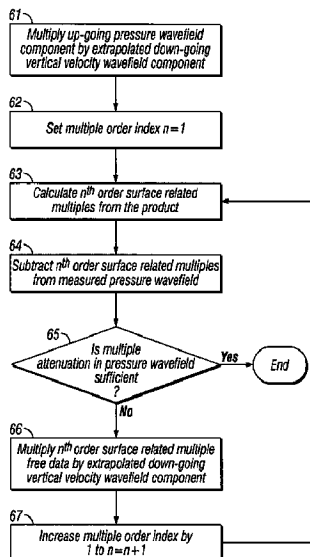 61
Multiply up-going pressure wavefield
component by extrapolated down-going
vertical velocity wavefield component
62
Set multiple order index n=1
63
Calculate nth order surface related
multiples from the product
64
Subtract nth order surface related multiples
from measured pressure wavefield
65
Is multiple
attenuation in pressure wavefield
sufficient
?
Yes
End
No
66
Multiply nth order surface related multiple
free data by extrapolated down-going
vertical velocity wavefield component
67
Increase multiple order index by
1 to n=n+1